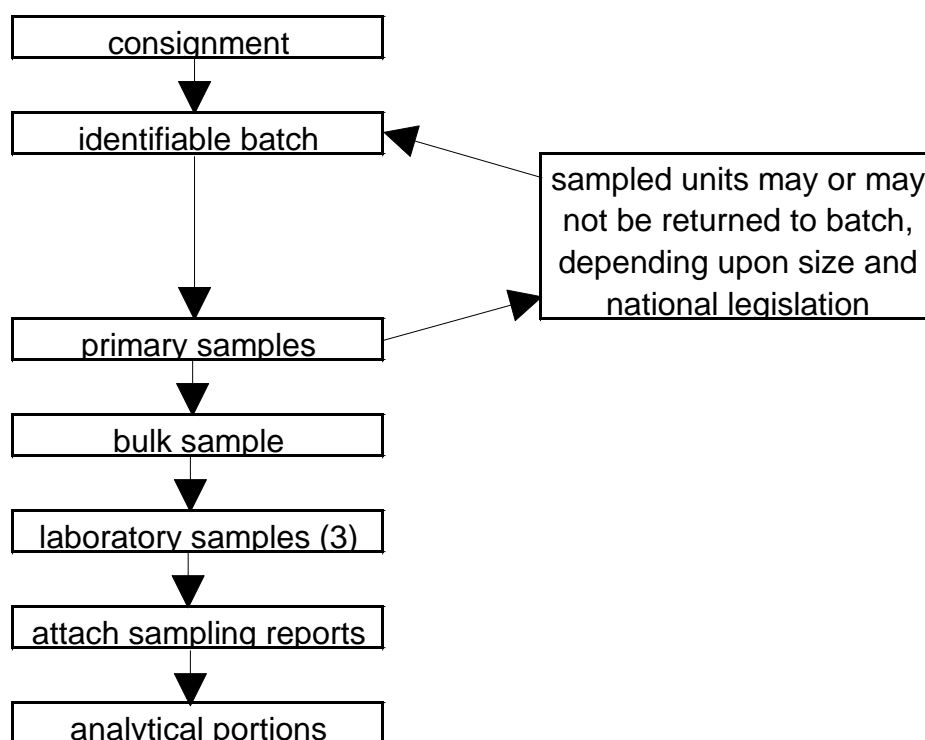 consignment
identifiable batch
sampled units may or may
not be returned to batch,
depending upon size and
national legislation
primary samples
bulk sample
laboratory samples (3)
attach sampling reports
analytical portions